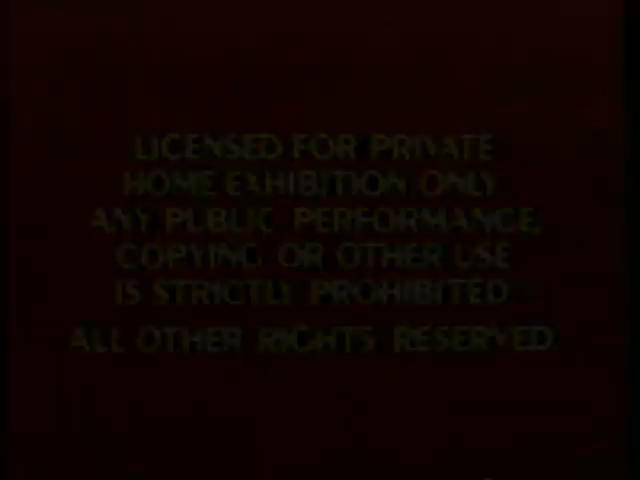 LICENSED FOR PRIVATE
HOME EXHIBITION ONLY
ANY PUBLIC PERFORMANCE,
COPYING OR OTHER USE
IS STRICTLY PROHIBITED
ALL OTHER RIGHTS RESERVED.